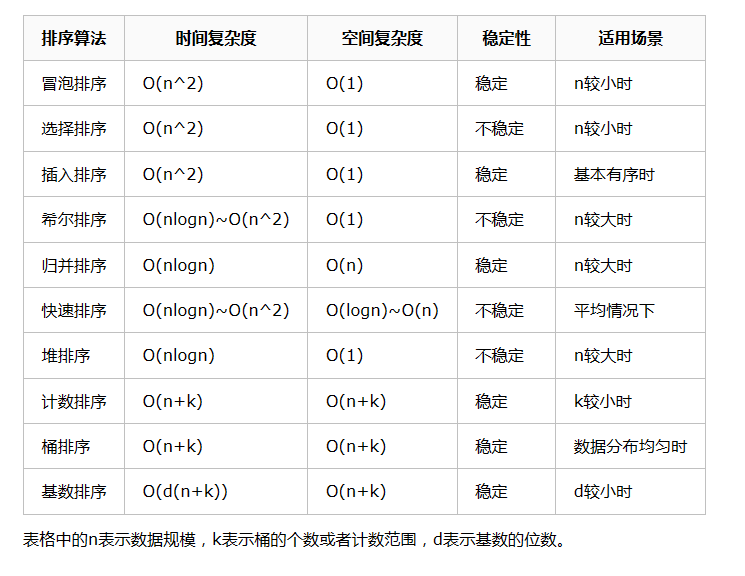 排序算法 时间复杂度 空间复杂度 稳定性 适用场景
冒泡排序 O(n^2) O(1) 稳定 n较小时
选择排序 O(n^2) O(1) 不稳定 n较小时
插入排序 O(n^2) O(1) 稳定 基本有序时
希尔排序 O(nlogn)~O(n^2) O(1) 不稳定 n较大时
归并排序 O(nlogn) O(n) 稳定 n较大时
快速排序 O(nlogn)~O(n^2) O(logn)~O(n) 不稳定 平均情况下
堆排序 O(nlogn) O(1) 不稳定 n较大时
计数排序 O(n+k) O(n+k) 稳定 k较小时
桶排序 O(n+k) O(n+k) 稳定 数据分布均匀时
基数排序 O(d(n+k)) O(n+k) 稳定 d较小时
表格中的n表示数据规模，k表示桶的个数或者计数范围，d表示基数的位数。